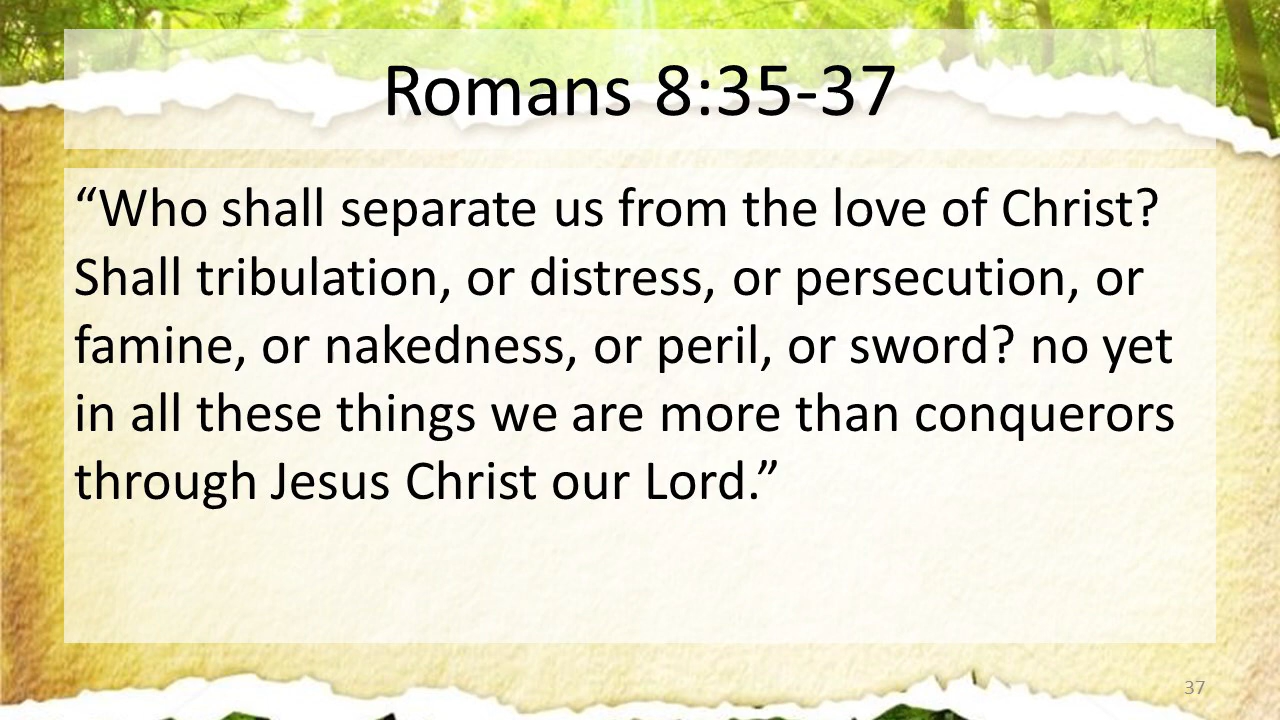 Romans 8:35-37
“Who shall separate us from the love of Christ?
Shall tribulation, or distress, or persecution, or
famine, or nakedness, or peril, or sword? no yet
in all these things we are more than conquerors
through Jesus Christ our Lord.”
37